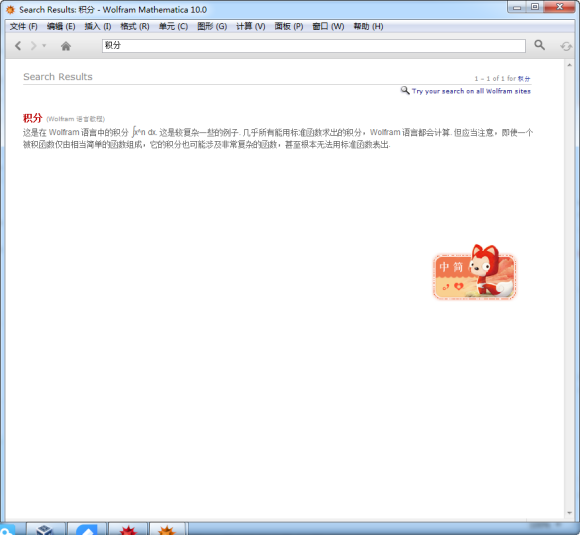 Search Results: 积分 - Wolfram Mathematica 10.0
文件 (F) 编辑 (E) 插入 (I) 格式 (R) 单元 (C) 图形 (G) 计算 (V) 面板 (P) 窗口 (W) 帮助 (H)
积分
Search Results
1 - 1 of 1 for 积分
Try your search on all Wolfram sites
积分 (Wolfram 语言教程)
这是在 Wolfram 语言中的积分 ∫x^n dx. 这是较复杂一些的例子. 几乎所有能用标准函数求出的积分，Wolfram 语言都会计算. 但应当注意，即使一个
被积函数仅由相当简单的函数组成，它的积分也可能涉及非常复杂的函数，甚至根本无法用标准函数表出.
中 简